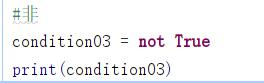 #非
condition03 = not True
print(condition03)